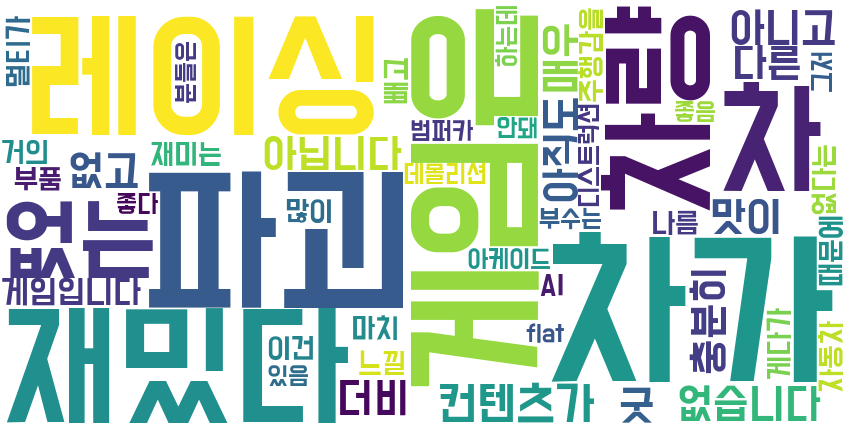 멀티가
레이싱
분들은
빼고
게임은
하는데
매우
주행감을
차량
좋음
아니고
다른
그저
차
범퍼카
안돼
아직도
디스트럭션
거의
없고
재미는
아닙니다
데몰리션
부품
좋다
파괴
많이
부수는
나름
맛이
없다는
때문에
없는
게임입니다
아케이드
AI
차가
충분히
게다가
자동차
재밌다
이건
있음
마치
느낄
flat
더비
컨텐츠가
굿
없습니다